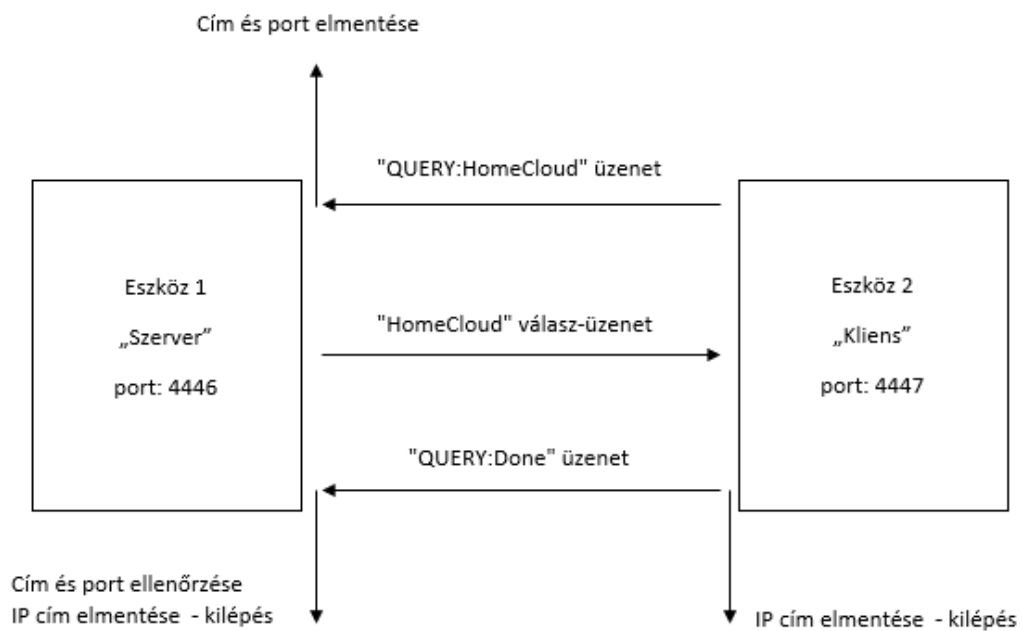 Cím és port elmentése
"QUERY:HomeCloud" üzenet
Eszköz 1
„Szerver”
port: 4446
"HomeCloud" válasz-üzenet
Eszköz 2
„Kliens”
port: 4447
"QUERY:Done" üzenet
Cím és port ellenőrzése
IP cím elmentése - kilépés
IP cím elmentése - kilépés